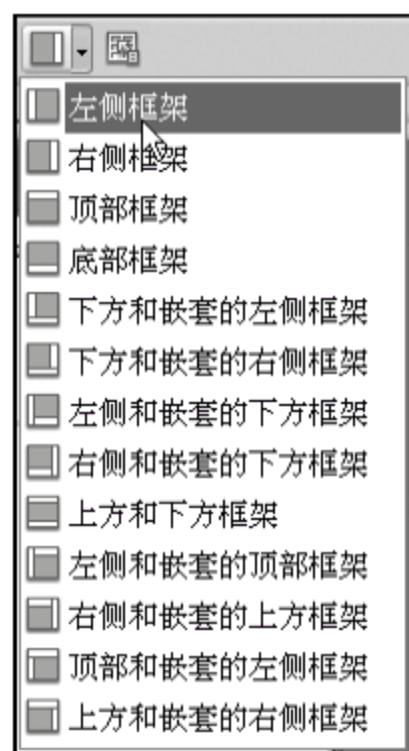 左侧框架
右侧框架
顶部框架
底部框架
下方和嵌套的左侧框架
下方和嵌套的右侧框架
左侧和嵌套的下方框架
右侧和嵌套的下方框架
上方和下方框架
左侧和嵌套的顶部框架
右侧和嵌套的上方框架
顶部和嵌套的左侧框架
上方和嵌套的右侧框架